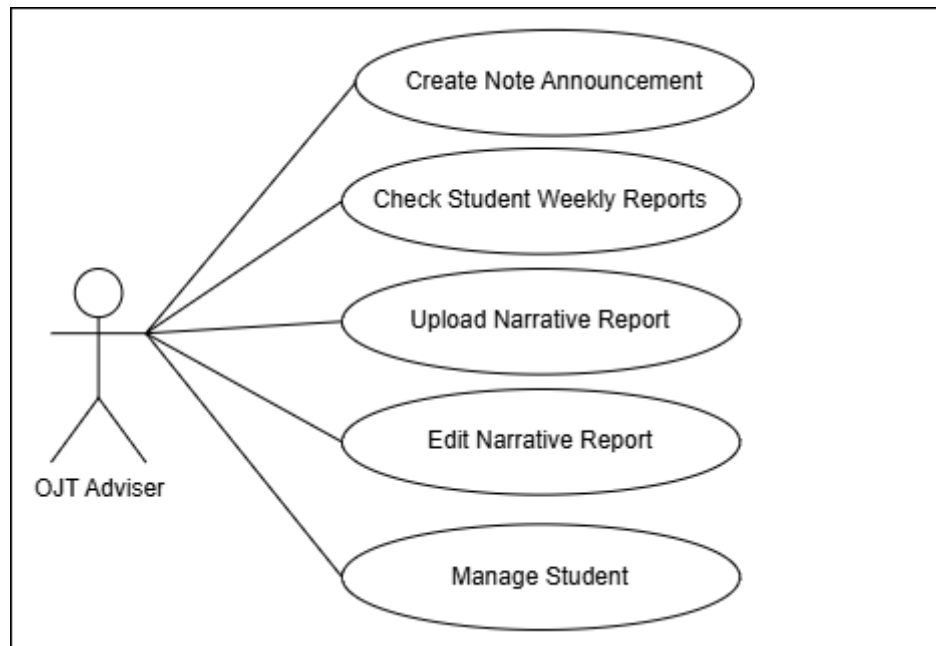 Create Note Announcement
Check Student Weekly Reports
Upload Narrative Report
Edit Narrative Report
OJT Adviser
Manage Student